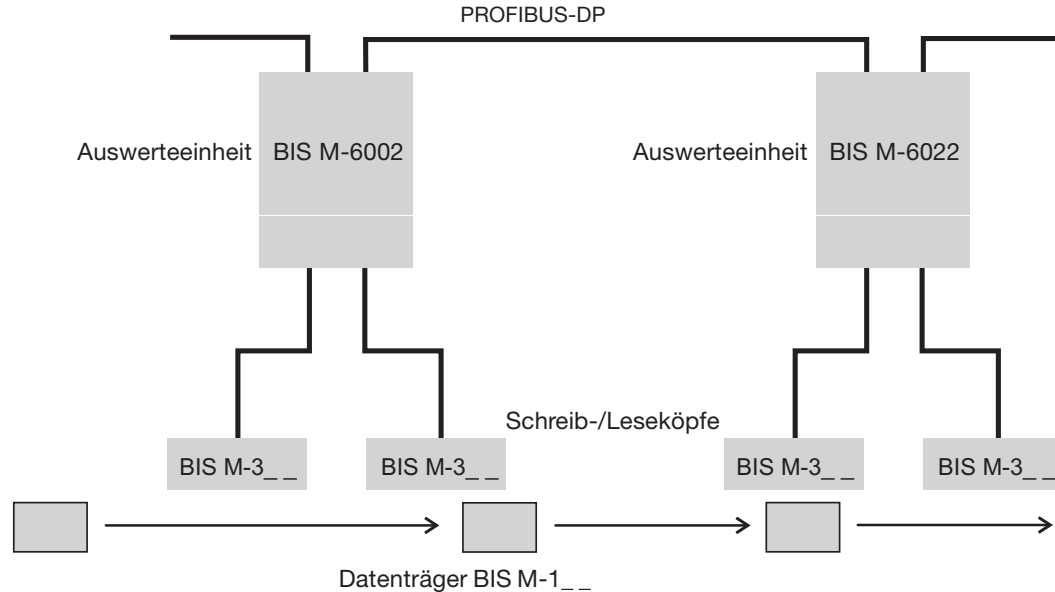 PROFIBUS-DP
Auswerteeinheit BIS M-6002
Auswerteeinheit BIS M-6022
Schreib-/Leseköpfe
BIS M-3_ _
BIS M-3_ _
BIS M-3_ _
BIS M-3_ _
Datenträger BIS M-1_ _